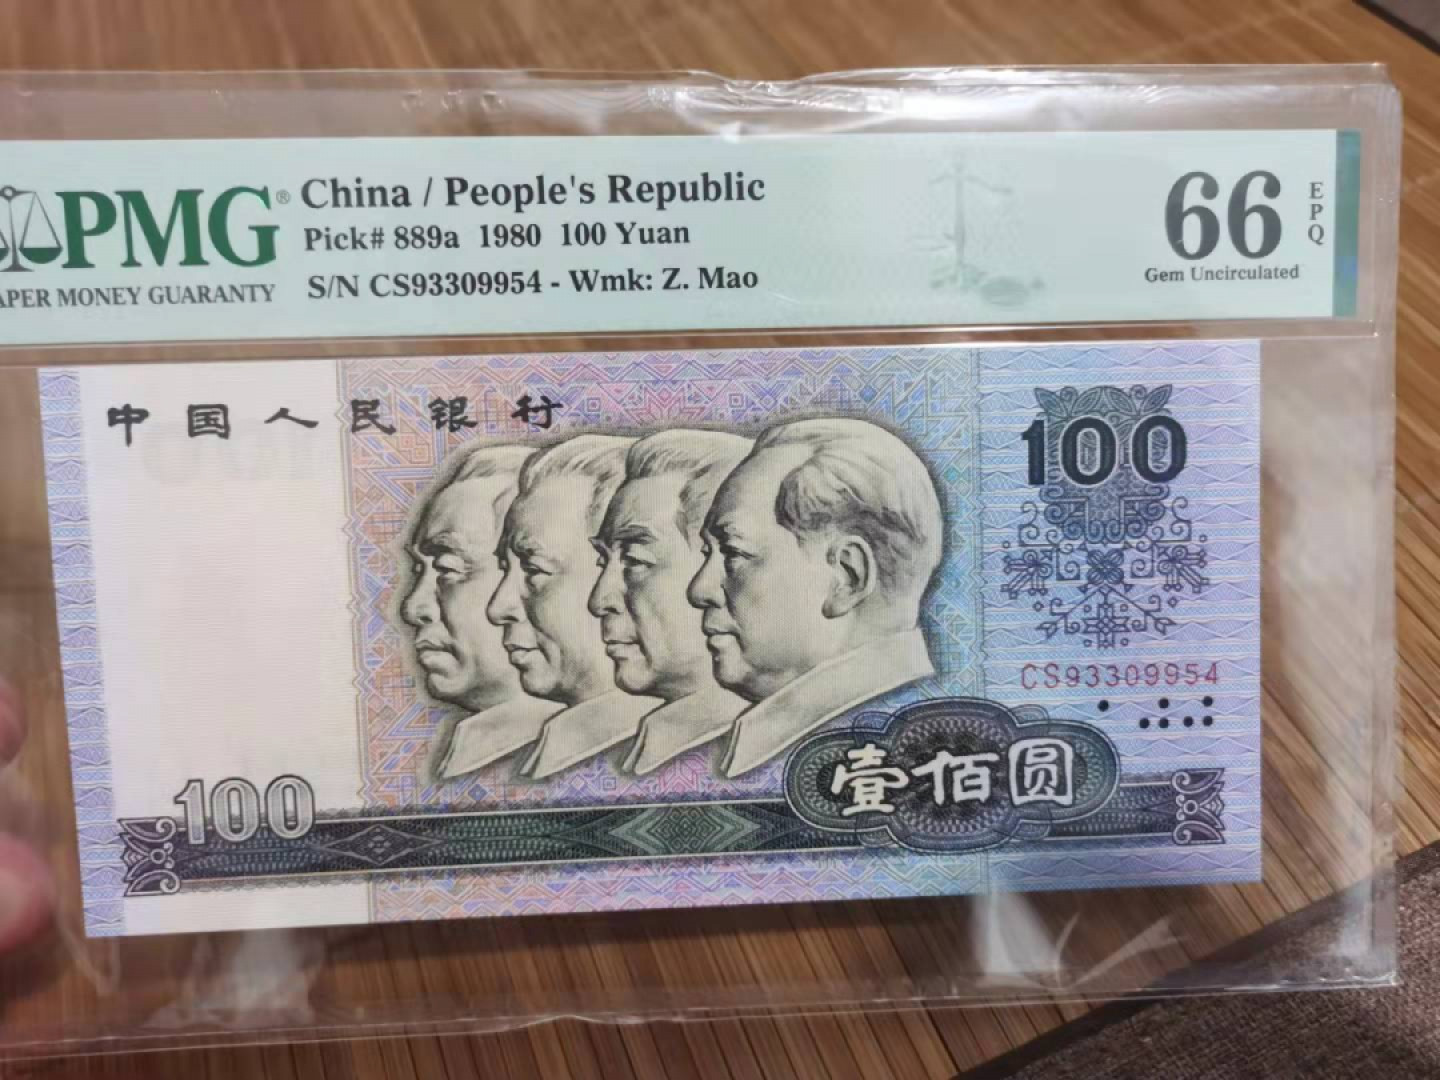 PMG® China / People's Republic
Pick# 889a 1980 100 Yuan
APER MONEY GUARANTY
S/N CS93309954 - Wmk: Z. Mao
66 EPQ
Gem Uncirculated
中国人民银行
100
CS93309954
100
壹佰圆